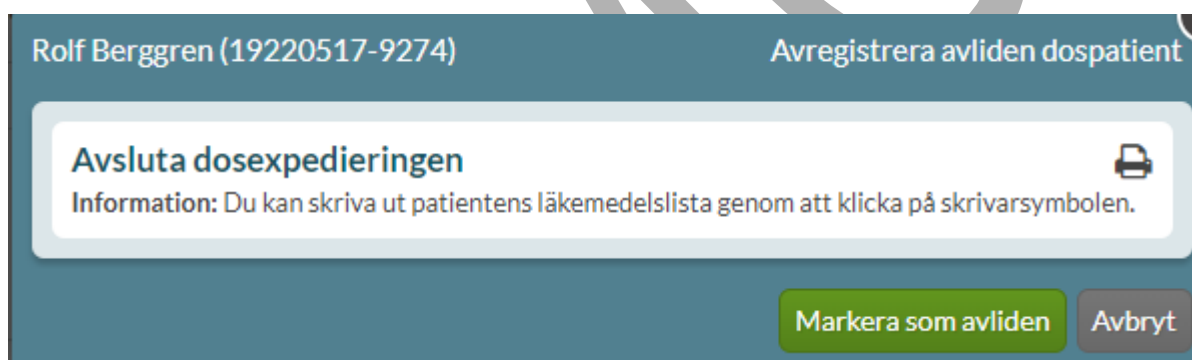 Rolf Berggren (19220517-9274) Avregistrera avliden dospatient
Avsluta dosexpedieringen
Information: Du kan skriva ut patientens läkemedelslista genom att klicka på skrivarsymbolen.
Markera som avliden Avbryt